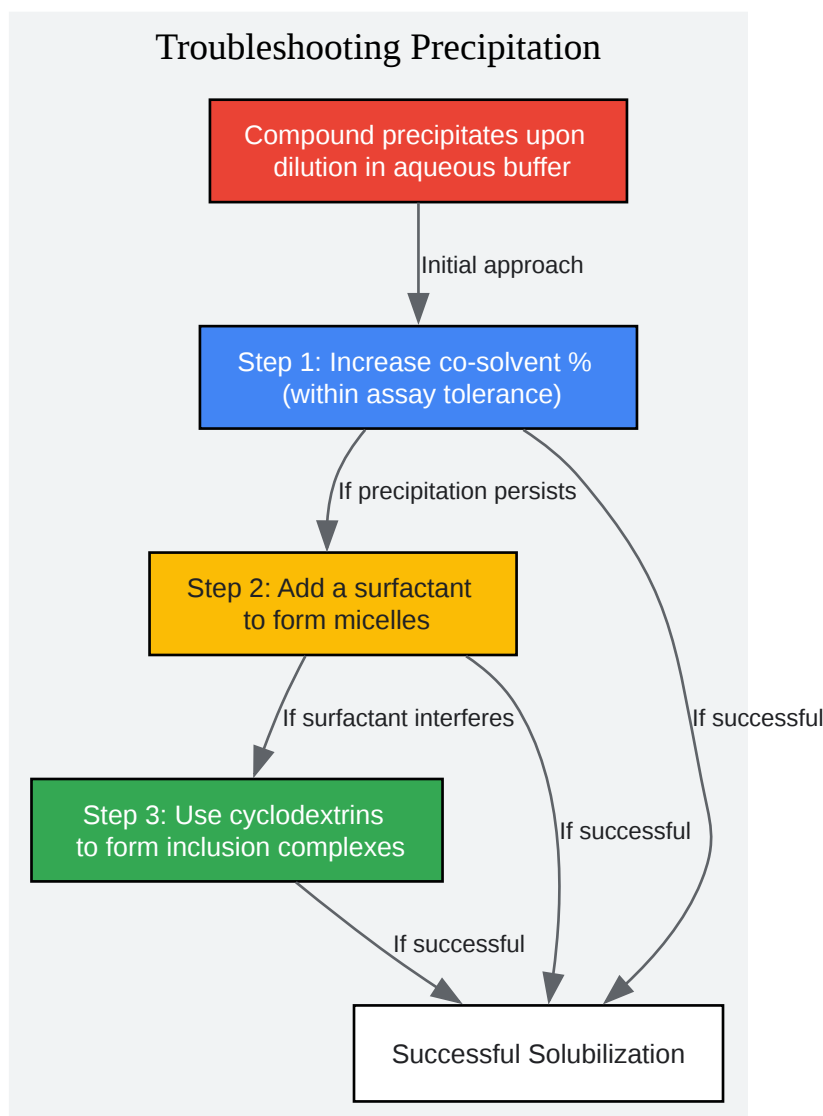 Troubleshooting Precipitation
Compound precipitates upon
dilution in aqueous buffer
Initial approach
Step 1: Increase co-solvent %
(within assay tolerance)
If precipitation persists
Step 2: Add a surfactant
to form micelles
If surfactant interferes
If successful
Step 3: Use cyclodextrins
to form inclusion complexes
If successful
If successful
Successful Solubilization